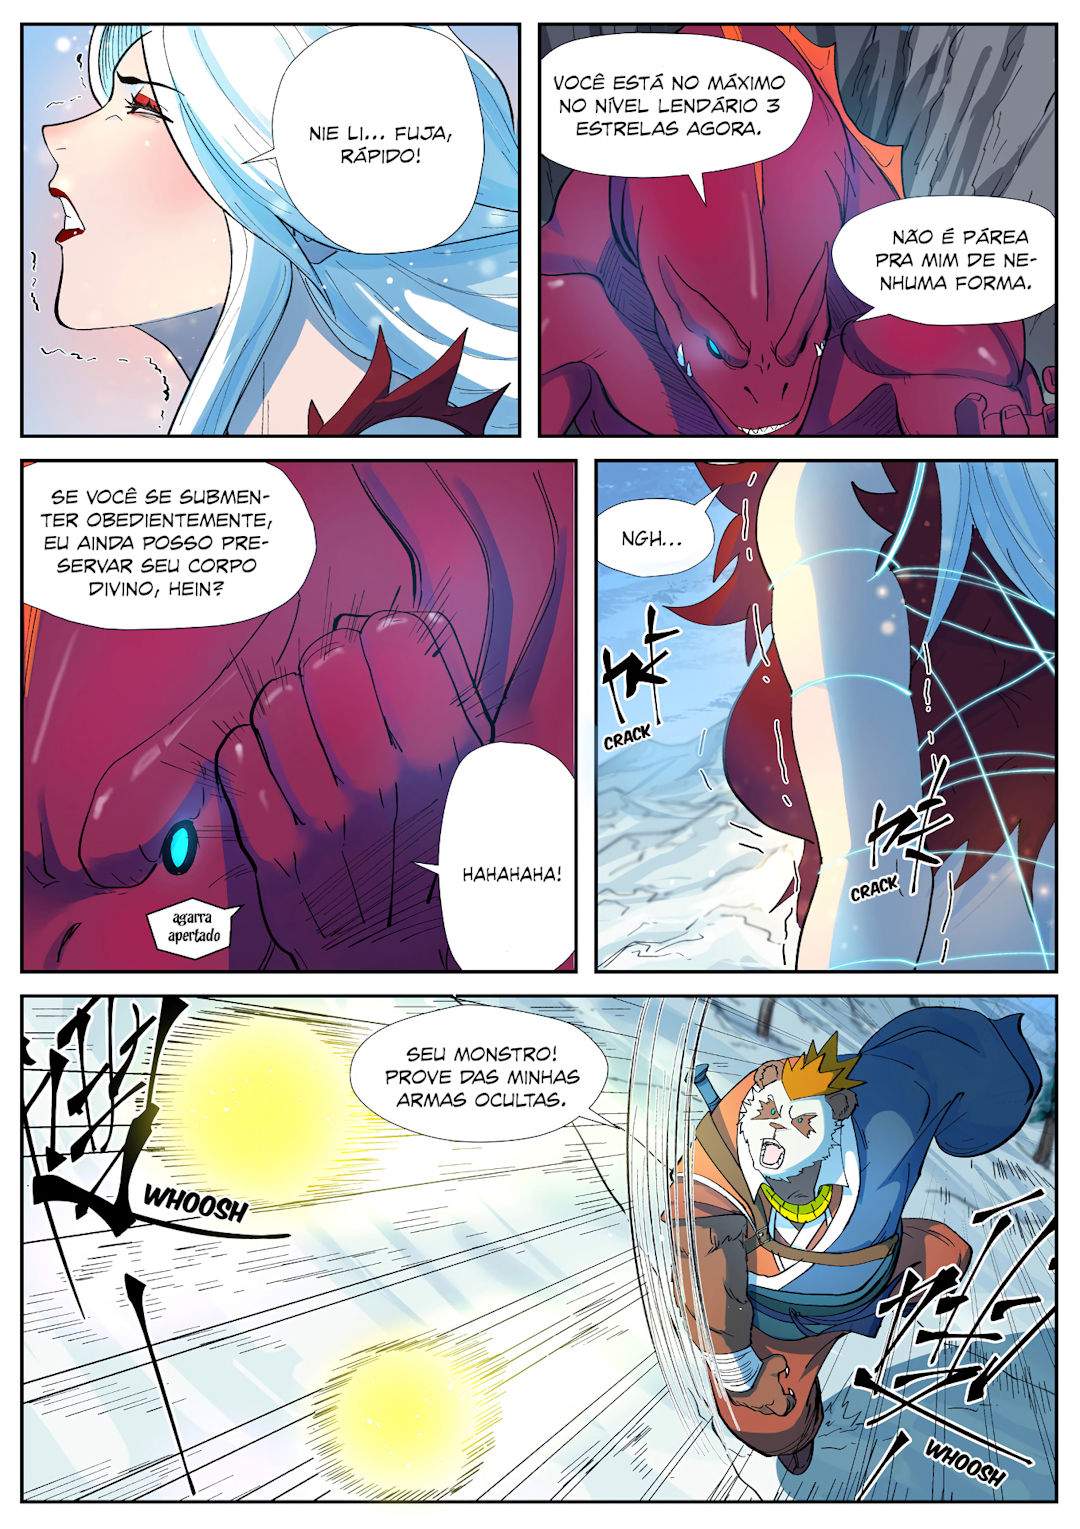 NIE LI... FUJA,
RÁPIDO!
VOCÊ ESTÁ NO MÁXIMO
NO NÍVEL LENDÁRIO 3
ESTRELAS AGORA.
NÃO É PÁREA
PRA MIM DE NE-
NHUMA FORMA.
SE VOCÊ SE SUBMEN-
TER OBEDIENTEMENTE,
EU AINDA POSSO PRE-
SERVAR SEU CORPO
DIVINO, HEIN?
agarra
apertado
HAHAHAHA!
NGH...
CRACK
CRACK
SEU MONSTRO!
PROVE DAS MINHAS
ARMAS OCULTAS.
WHOOSH
WHOOSH